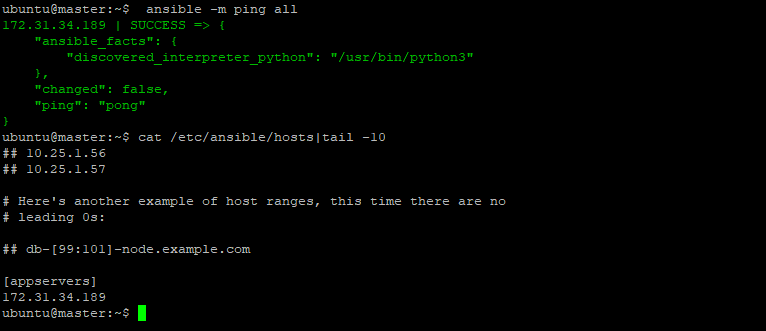 ubuntu@master:~$  ansible -m ping all
172.31.34.189 | SUCCESS => {
    "ansible_facts": {
        "discovered_interpreter_python": "/usr/bin/python3"
    },
    "changed": false,
    "ping": "pong"
}
ubuntu@master:~$ cat /etc/ansible/hosts|tail -10
## 10.25.1.56
## 10.25.1.57

# Here's another example of host ranges, this time there are no
# leading 0s:

## db-[99:101]-node.example.com

[appservers]
172.31.34.189
ubuntu@master:~$